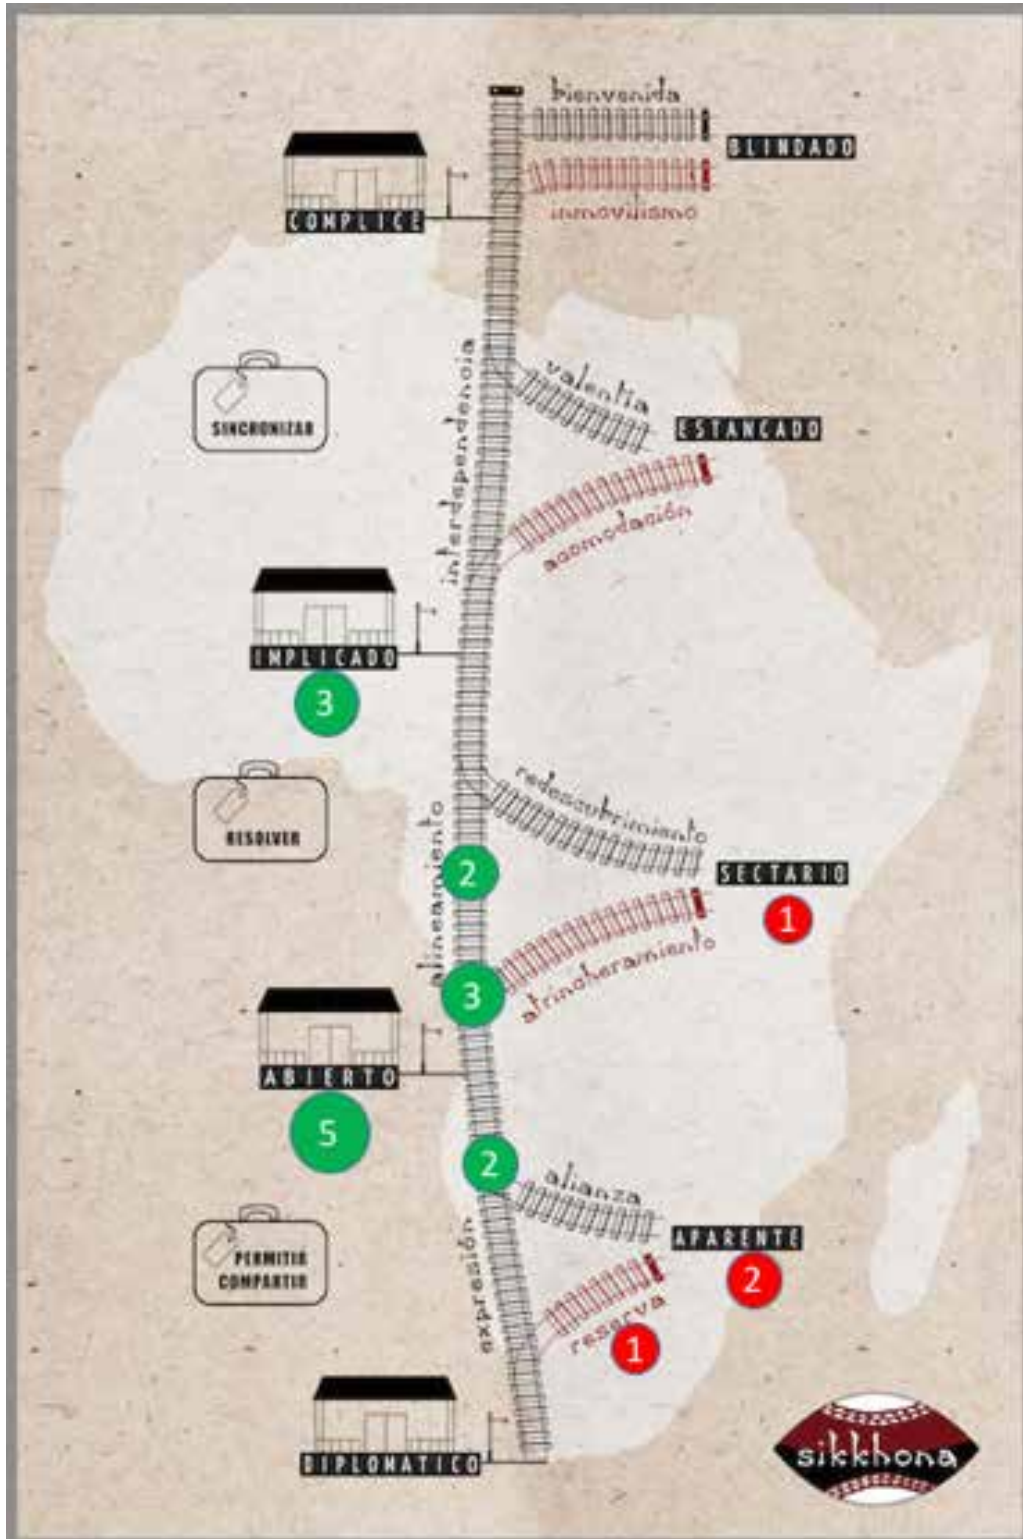 bienvenida
BLINDADO
inmovilismo
COMPLICE
interdependencia
valentía
SINCRONIZAR
ESTANCADO
acomodación
IMPLICADO
3
redescubrimiento
RESOLVER
alineamiento
2
SECTARIO
1
atrincheramiento
3
ABIERTO
5
2
alianza
APARENTE
2
PERMITIR
COMPARTIR
expresión
reserva
1
DIPLOMATICO
sikkhona